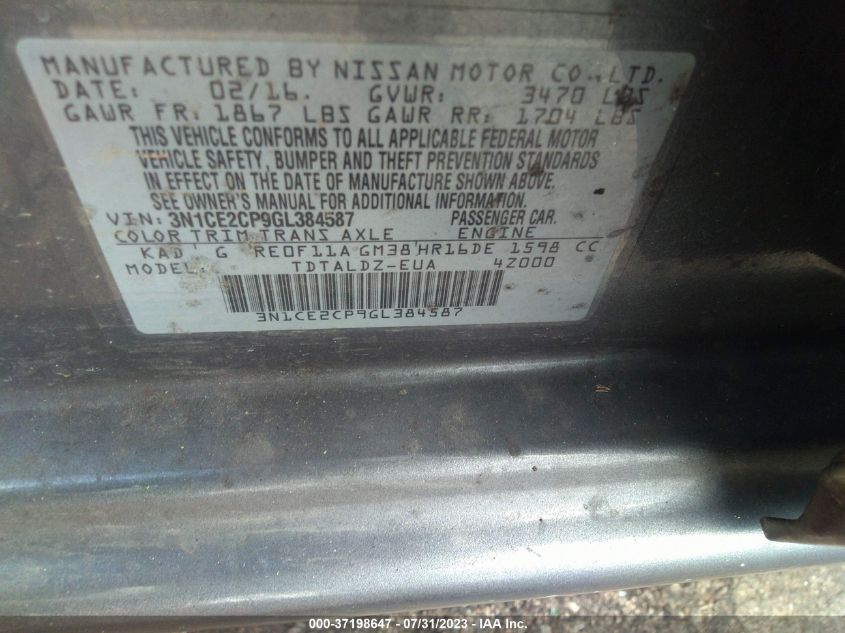 MANUFACTURED BY NISSAN MOTOR CO.,LTD.
DATE: 02/16. GVWR: 3470 LBS
GAWR FR: 1867 LBS GAWR RR: 1704 LBS
THIS VEHICLE CONFORMS TO ALL APPLICABLE FEDERAL MOTOR
VEHICLE SAFETY, BUMPER AND THEFT PREVENTION STANDARDS
IN EFFECT ON THE DATE OF MANUFACTURE SHOWN ABOVE.
SEE OWNER'S MANUAL FOR ADDITIONAL INFORMATION.
VIN: 3N1CE2CP9GL384587 PASSENGER CAR.
COLOR TRIM TRANS AXLE ENGINE
KAD G RE0F11A GM38 HR16DE 1598 CC
MODEL: TDTALDZ-EUA 4Z000
3N1CE2CP9GL384587
000-37198647 / 07/31/2023 - IAA Inc.